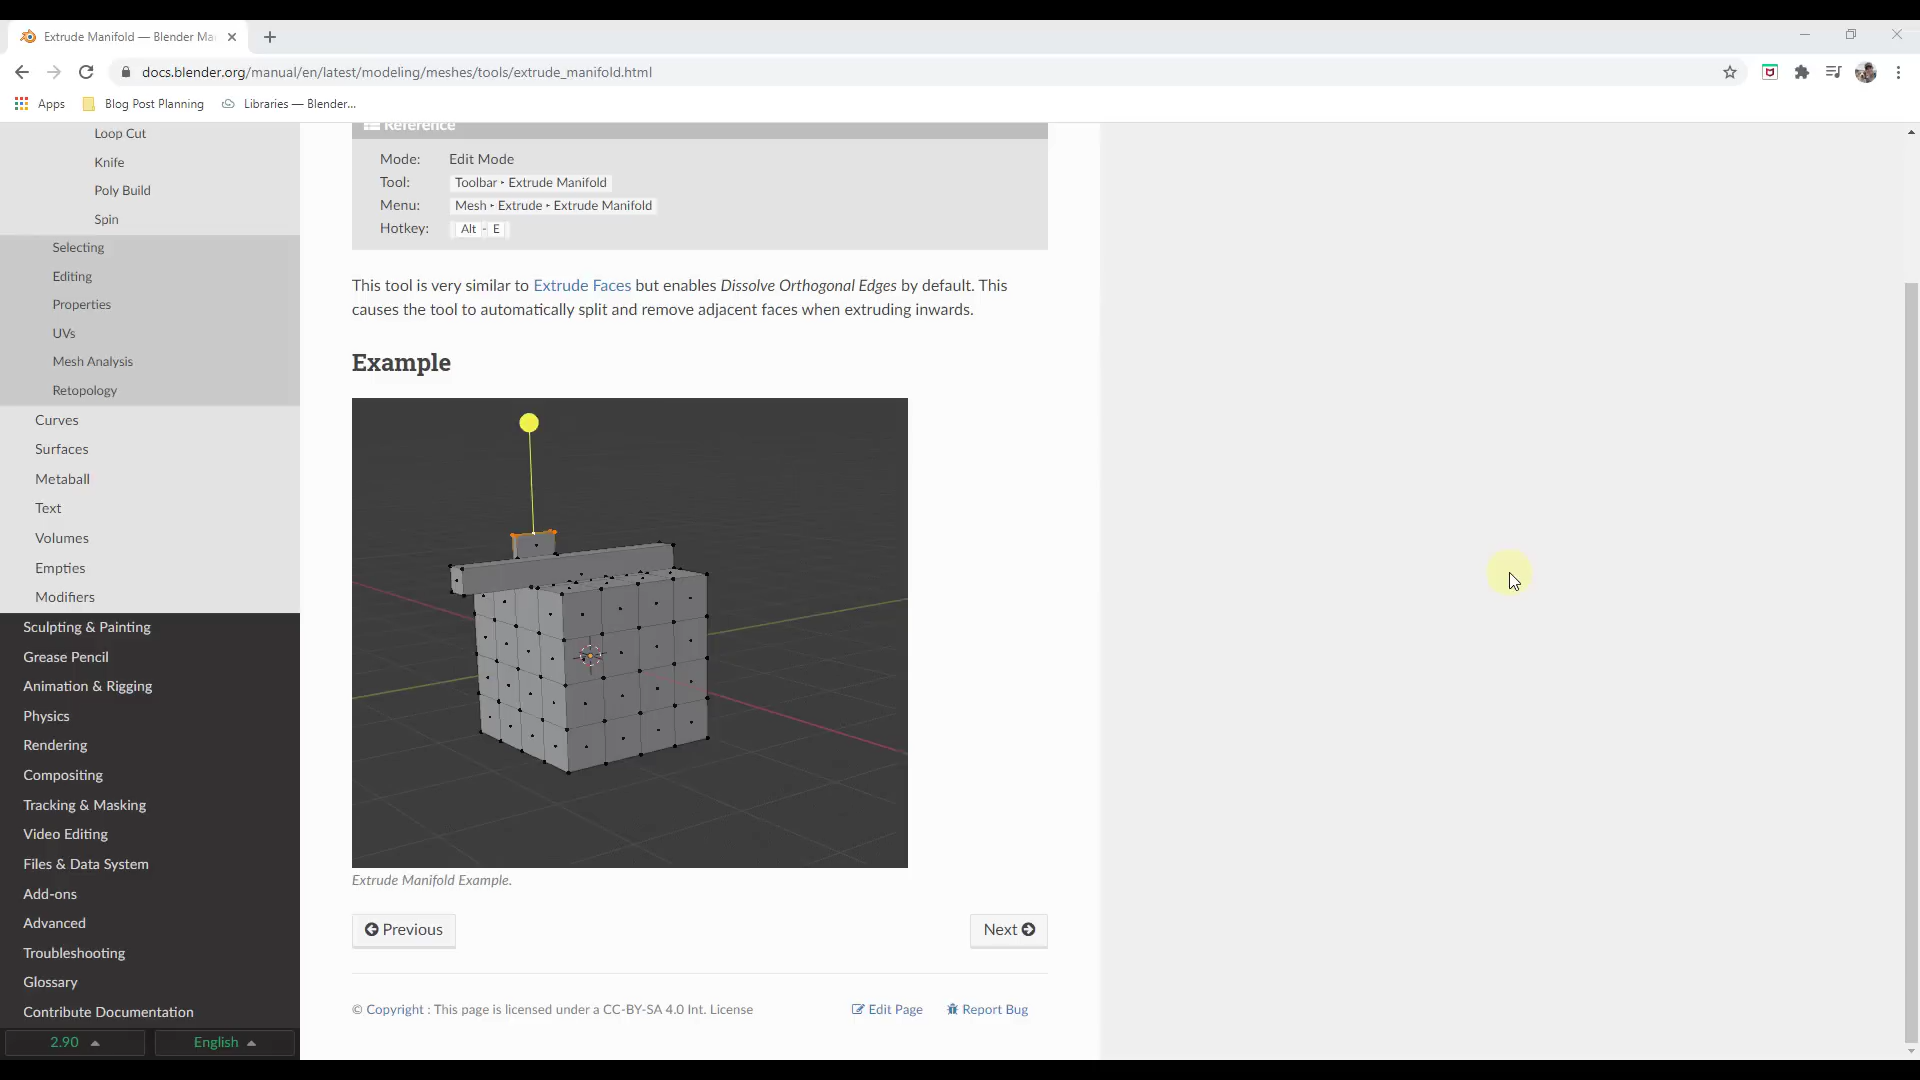 Extrude Manifold — Blender Ma
docs.blender.org/manual/en/latest/modeling/meshes/tools/extrude_manifold.html
Apps
Blog Post Planning
Libraries — Blender...
Loop Cut
Knife
Poly Build
Spin
Selecting
Editing
Properties
UVs
Mesh Analysis
Retopology
Curves
Surfaces
Metaball
Text
Volumes
Empties
Modifiers
Sculpting & Painting
Grease Pencil
Animation & Rigging
Physics
Rendering
Compositing
Tracking & Masking
Video Editing
Files & Data System
Add-ons
Advanced
Troubleshooting
Glossary
Contribute Documentation
2.90
English
Reference
Mode: Edit Mode
Tool: Toolbar ‣ Extrude Manifold
Menu: Mesh ‣ Extrude ‣ Extrude Manifold
Hotkey: Alt - E
This tool is very similar to Extrude Faces but enables Dissolve Orthogonal Edges by default. This
causes the tool to automatically split and remove adjacent faces when extruding inwards.
Example
Extrude Manifold Example.
Previous
Next
© Copyright : This page is licensed under a CC-BY-SA 4.0 Int. License
Edit Page
Report Bug